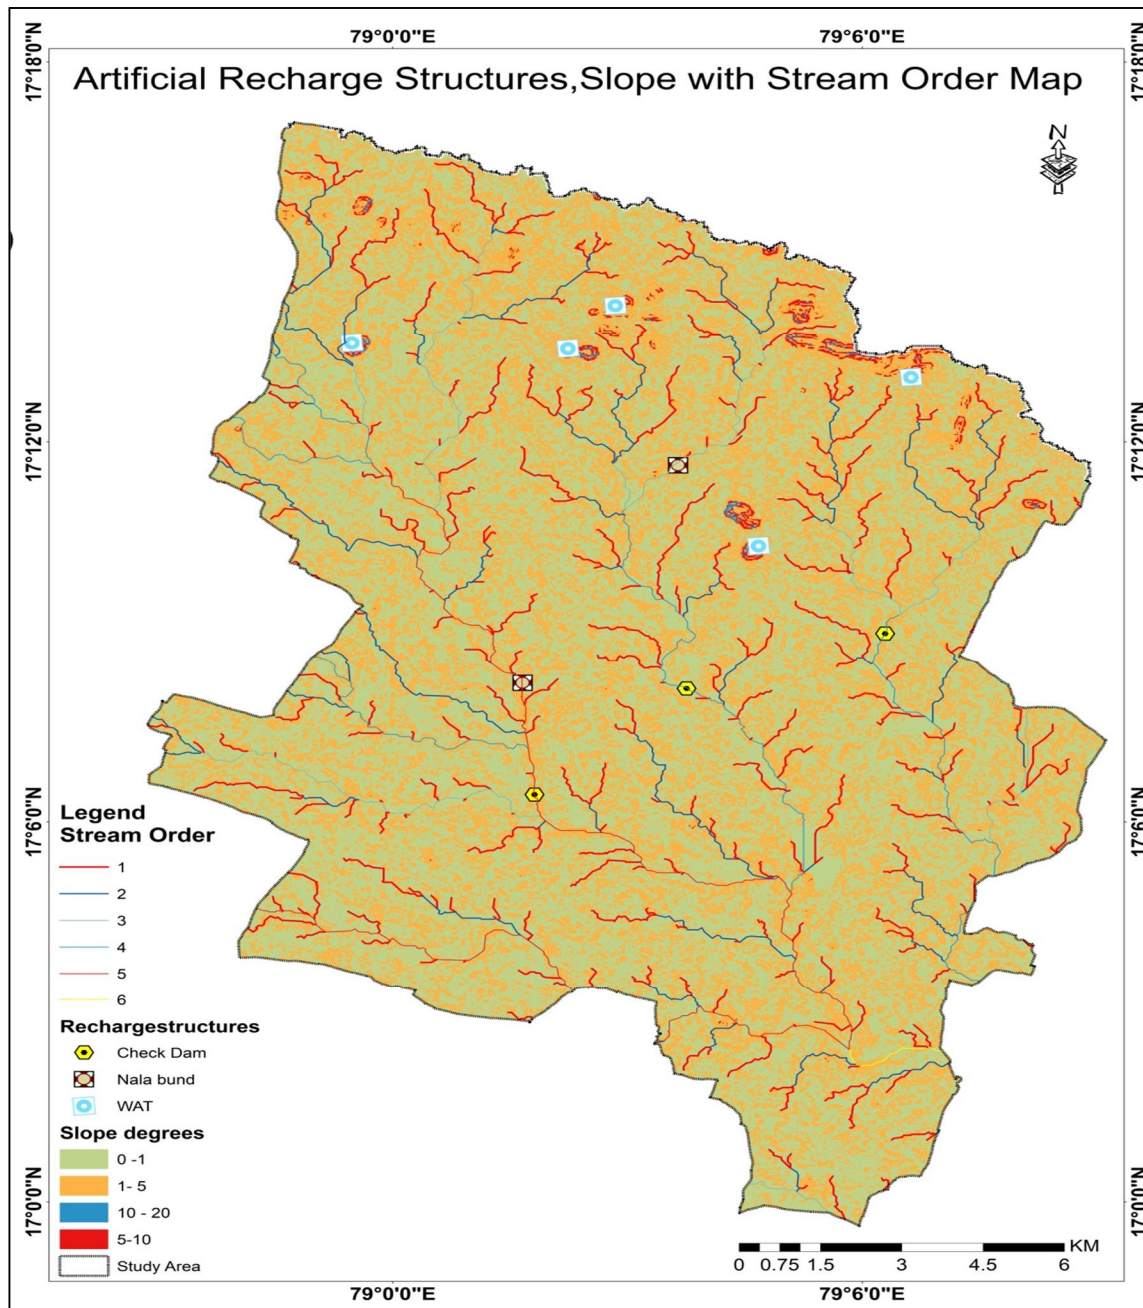 79°0'0"E 79°6'0"E
17°18'0"N 17°18'0"N
Artificial Recharge Structures,Slope with Stream Order Map
N
17°12'0"N 17°12'0"N
17°6'0"N 17°6'0"N
Legend
Stream Order
1
2
3
4
5
6
Rechargestructures
Check Dam
Nala bund
WAT
Slope degrees
0 -1
1- 5
10 - 20
5-10
Study Area
17°0'0"N 17°0'0"N
KM
0 0.75 1.5 3 4.5 6
79°0'0"E 79°6'0"E